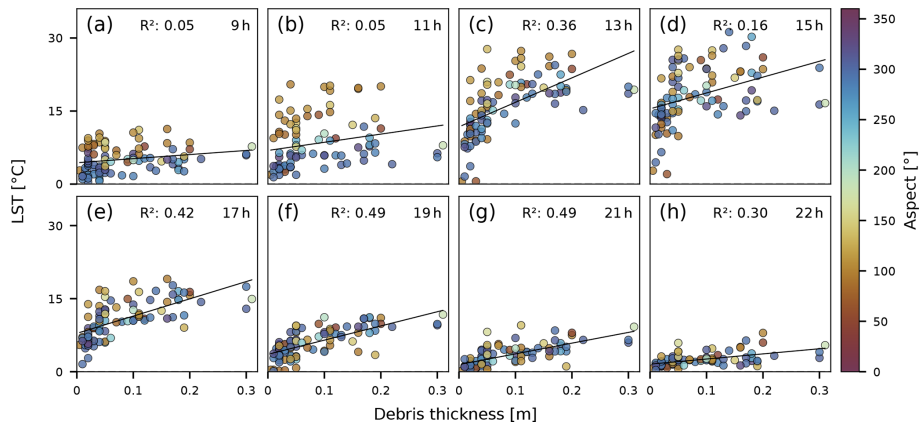 (a) R²: 0.05 9 h
(b) R²: 0.05 11 h
(c) R²: 0.36 13 h
(d) R²: 0.16 15 h
30
15
0
(e) R²: 0.42 17 h
(f) R²: 0.49 19 h
(g) R²: 0.49 21 h
(h) R²: 0.30 22 h
30
15
0
0 0.1 0.2 0.3
0 0.1 0.2 0.3
0 0.1 0.2 0.3
0 0.1 0.2 0.3
LST [°C]
Debris thickness [m]
350
300
250
200
150
100
50
0
Aspect [°]